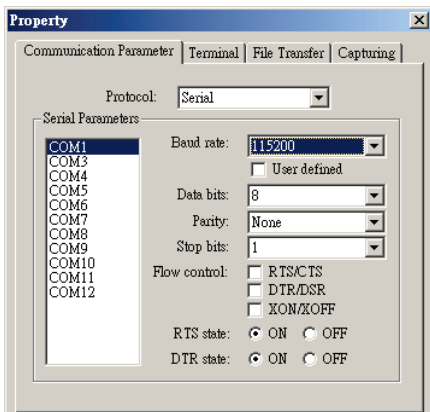 Property
Communication Parameter Terminal File Transfer Capturing
Protocol: Serial
Serial Parameters
COM1
COM3
COM4
COM5
COM6
COM7
COM8
COM9
COM10
COM11
COM12
Baud rate: 115200
User defined
Data bits: 8
Parity: None
Stop bits: 1
Flow control: RTS/CTS
DTR/DSR
XON/XOFF
RTS state: ON OFF
DTR state: ON OFF